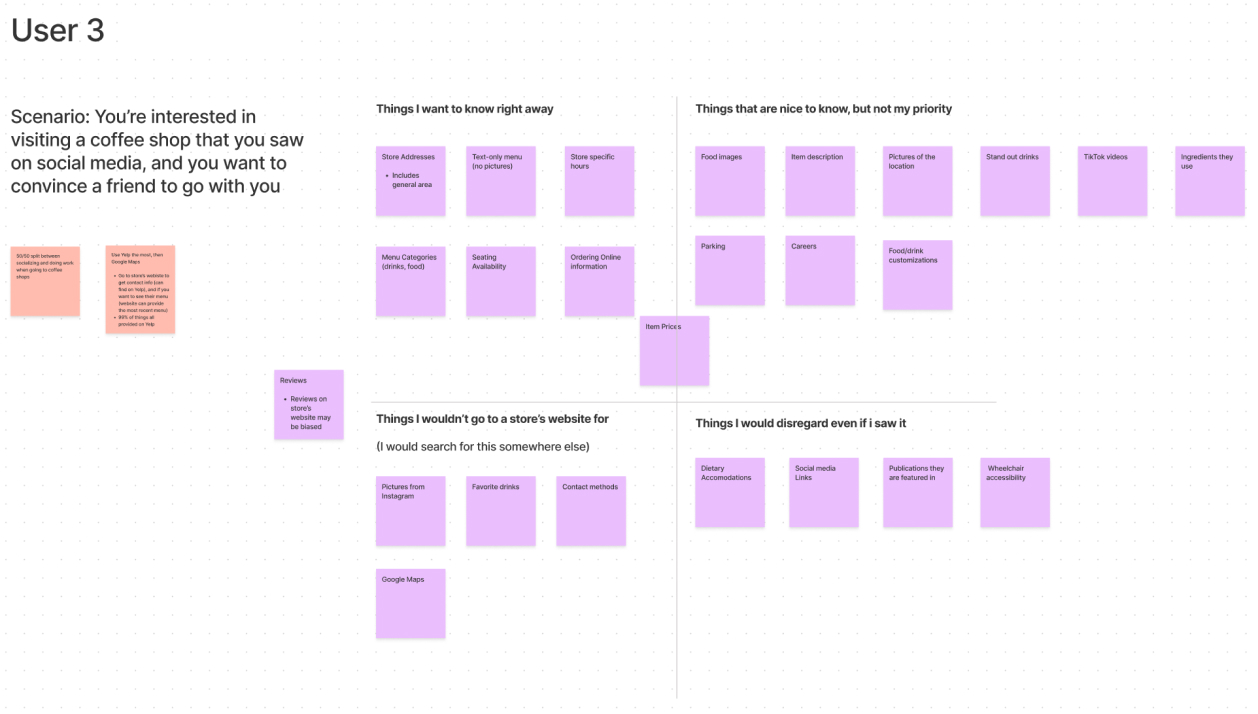 User 3
Scenario: You're interested in
visiting a coffee shop that you saw
on social media, and you want to
convince a friend to go with you
50/50 split between
socializing and doing work
when going to coffee
shops
Use Yelp the most, then
Google Maps
• Go to store's website to
get contact info (can
find on Yelp), and if you
want to see their menu
(website can provide
the most recent menu)
• 99% of things all
provided on Yelp
Reviews
• Reviews on
store's
website may
be biased
Things I want to know right away
Store Addresses
• Includes
general area
Text-only menu
(no pictures)
Store specific
hours
Menu Categories
(drinks, food)
Seating
Availability
Ordering Online
information
Item Prices
Things that are nice to know, but not my priority
Food images
Item description
Pictures of the
location
Stand out drinks
TikTok videos
Ingredients they
use
Parking
Careers
Food/drink
customizations
Things I wouldn't go to a store's website for
(I would search for this somewhere else)
Pictures from
Instagram
Favorite drinks
Contact methods
Google Maps
Things I would disregard even if i saw it
Dietary
Accomodations
Social media
Links
Publications they
are featured in
Wheelchair
accessibility